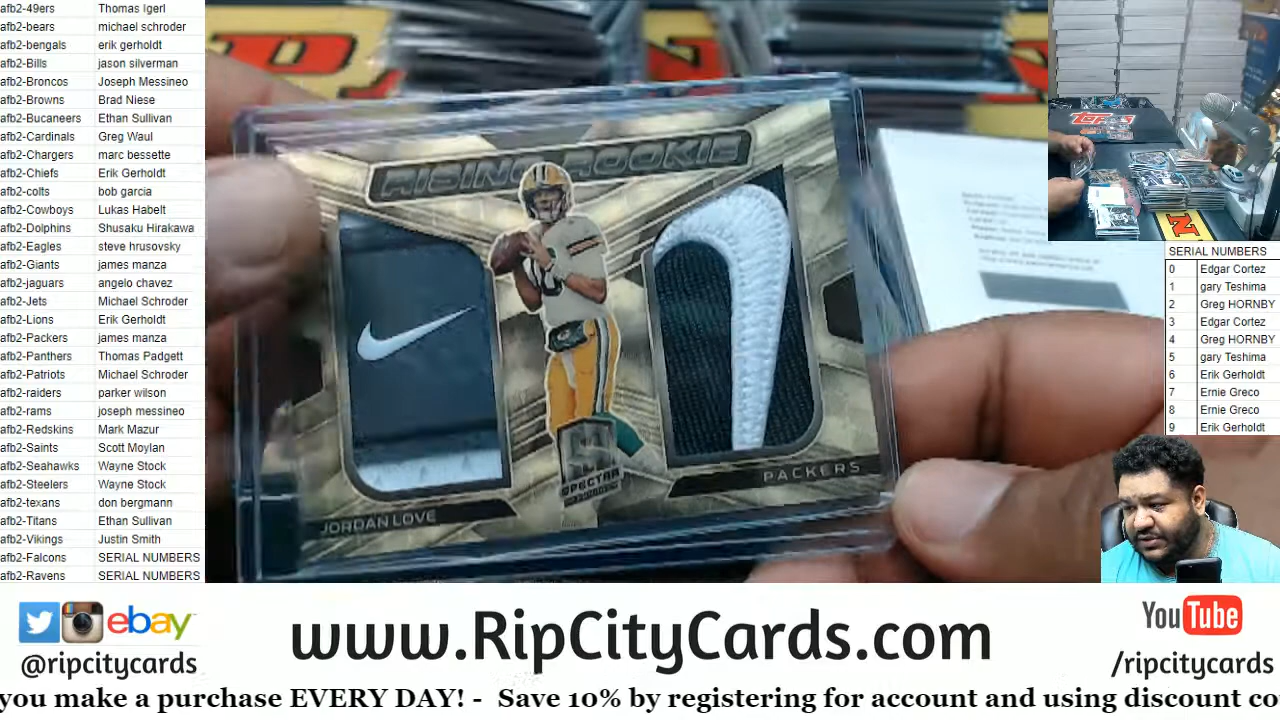 afb2-49ers Thomas Igerl
afb2-bears michael schroder
afb2-bengals erik gerholdt
afb2-Bills jason silverman
afb2-Broncos Joseph Messineo
afb2-Browns Brad Niese
afb2-Bucaneers Ethan Sullivan
afb2-Cardinals Greg Waul
afb2-Chargers marc bessette
afb2-Chiefs Erik Gerholdt
afb2-colts bob garcia
afb2-Cowboys Lukas Habelt
afb2-Dolphins Shusaku Hirakawa
afb2-Eagles steve hrusovsky
afb2-Giants james manza
afb2-jaguars angelo chavez
afb2-Jets Michael Schroder
afb2-Lions Erik Gerholdt
afb2-Packers james manza
afb2-Panthers Thomas Padgett
afb2-Patriots Michael Schroder
afb2-raiders parker wilson
afb2-rams joseph messineo
afb2-Redskins Mark Mazur
afb2-Saints Scott Moylan
afb2-Seahawks Wayne Stock
afb2-Steelers Wayne Stock
afb2-texans don bergmann
afb2-Titans Ethan Sullivan
afb2-Vikings Justin Smith
afb2-Falcons SERIAL NUMBERS
afb2-Ravens SERIAL NUMBERS
RISING ROOKIE
SPECTRA
JORDAN LOVE
PACKERS
TOPPS
SERIAL NUMBERS
0 Edgar Cortez
1 gary Teshima
2 Greg HORNBY
3 Edgar Cortez
4 Greg HORNBY
5 gary Teshima
6 Erik Gerholdt
7 Ernie Greco
8 Ernie Greco
9 Erik Gerholdt
ebay
@ripcitycards
www.RipCityCards.com
YouTube
/ripcitycards
you make a purchase EVERY DAY! - Save 10% by registering for account and using discount co